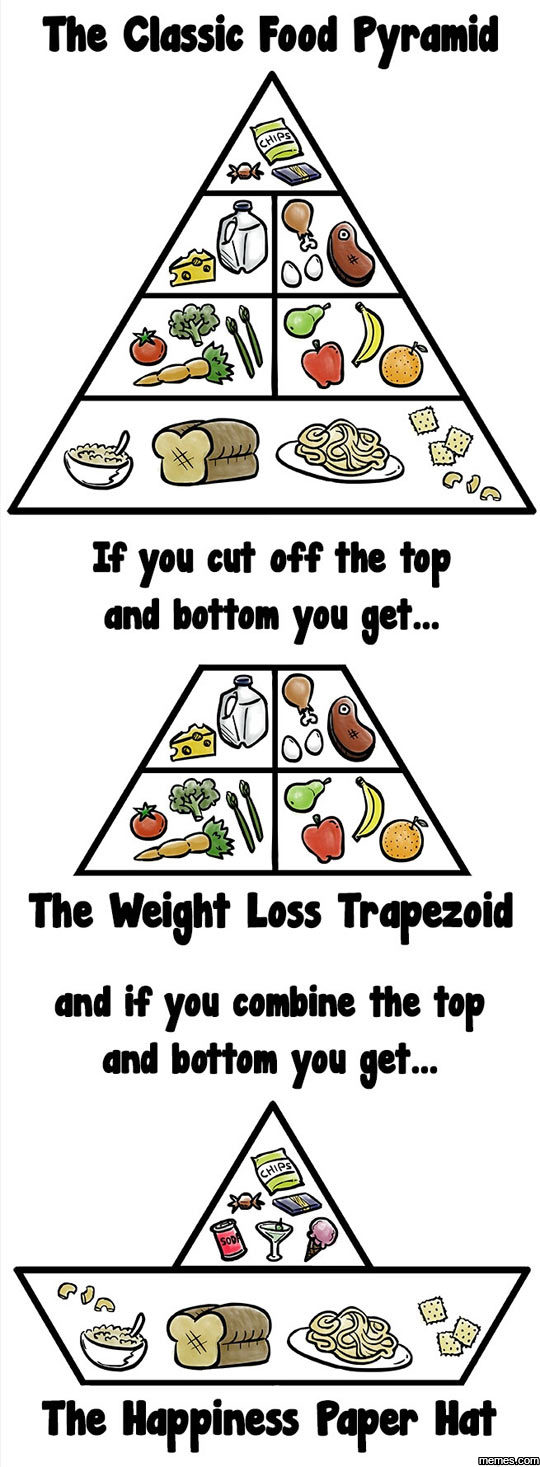 The Classic Food Pyramid
CHIPS
If you cut off the top
and bottom you get...
The Weight Loss Trapezoid
and if you combine the top
and bottom you get...
CHIPS
SODA
The Happiness Paper Hat
memes.com